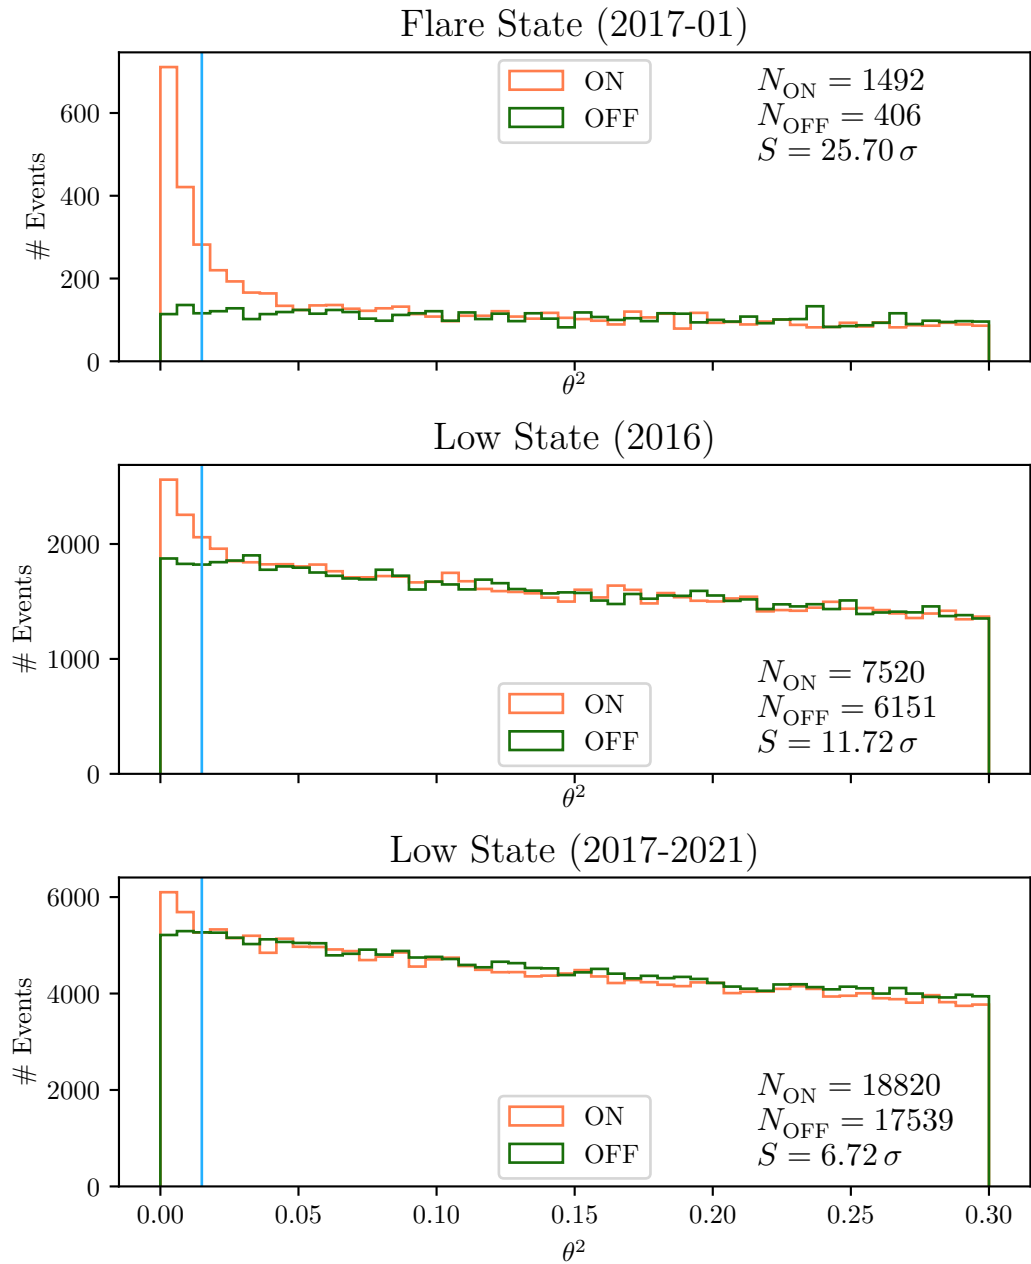 Flare State (2017-01)
ON
OFF
N_ON = 1492
N_OFF = 406
S = 25.70 σ
# Events
600
400
200
0
θ²
Low State (2016)
# Events
2000
1000
0
ON
OFF
N_ON = 7520
N_OFF = 6151
S = 11.72 σ
θ²
Low State (2017-2021)
# Events
6000
4000
2000
0
ON
OFF
N_ON = 18820
N_OFF = 17539
S = 6.72 σ
0.00 0.05 0.10 0.15 0.20 0.25 0.30
θ²